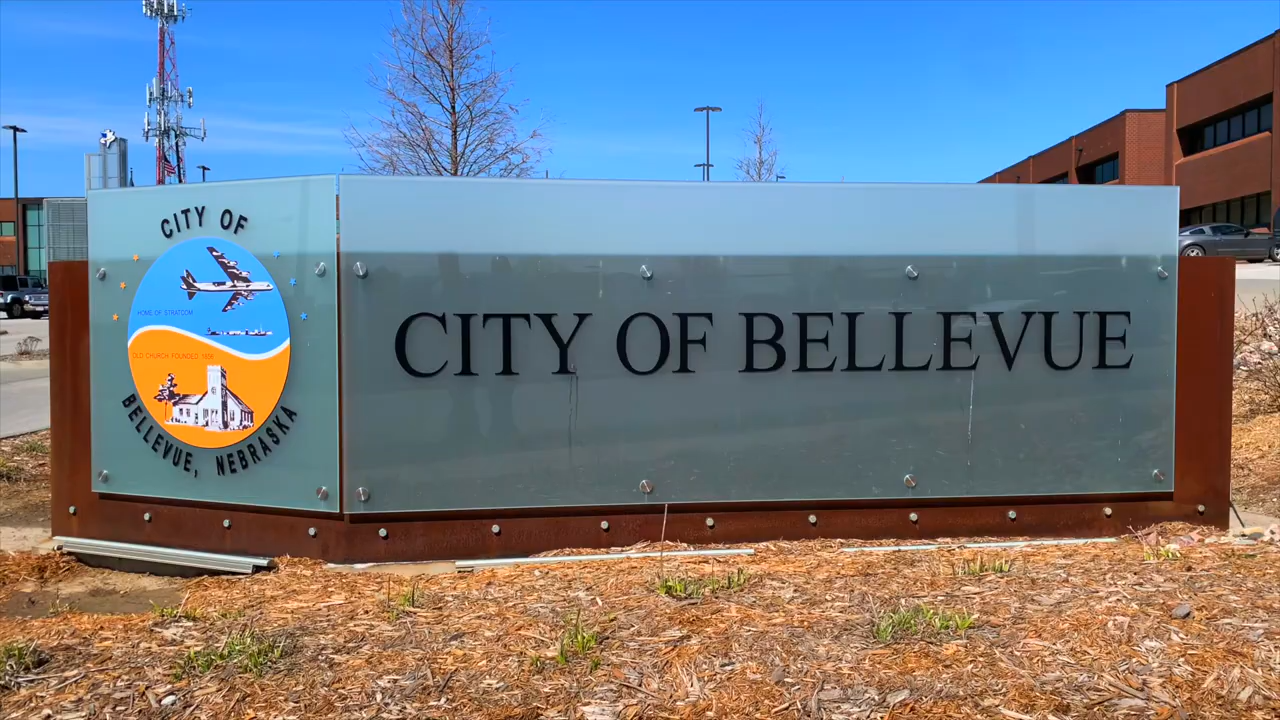 CITY OF
HOME OF STRATCOM
OLD CHURCH FOUNDED 1856
BELLEVUE, NEBRASKA
CITY OF BELLEVUE